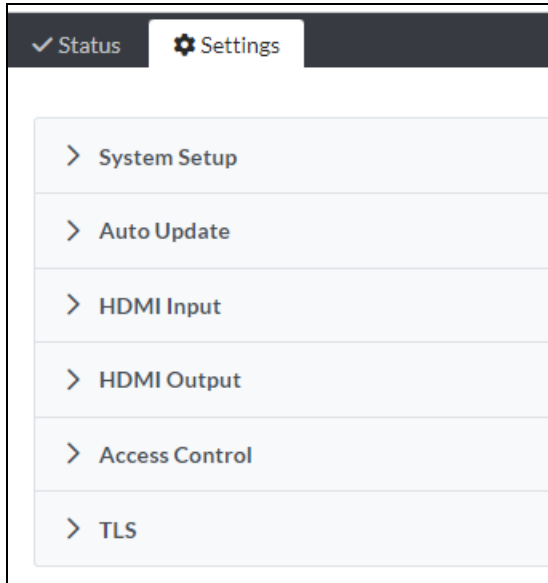 Status
Settings
System Setup
Auto Update
HDMI Input
HDMI Output
Access Control
TLS